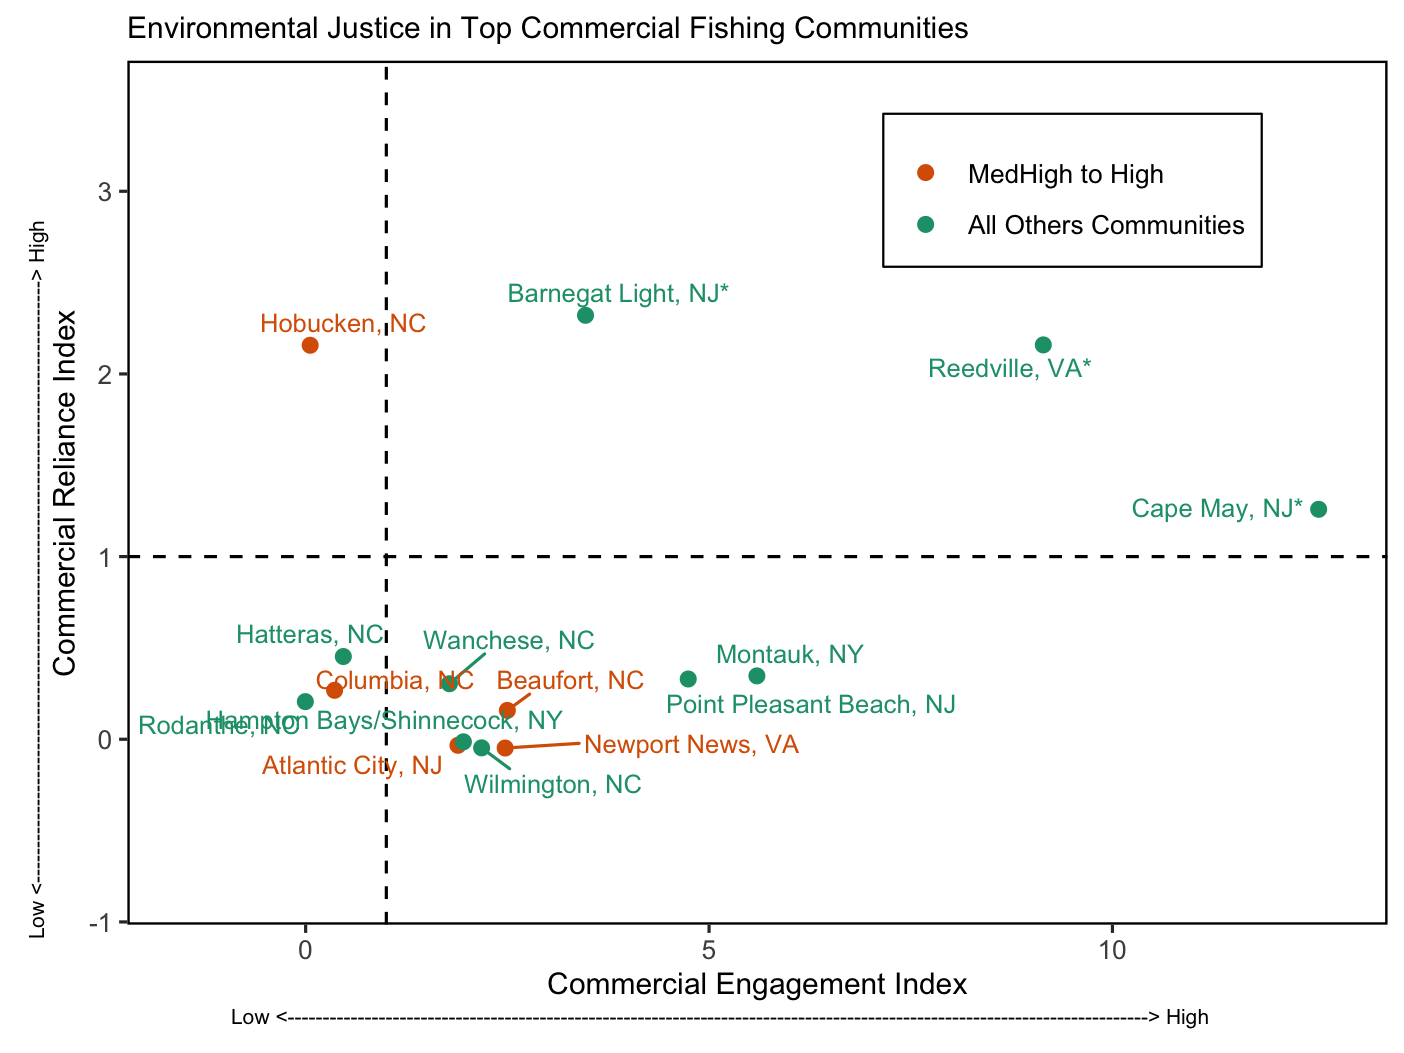 Environmental Justice in Top Commercial Fishing Communities
MedHigh to High
All Others Communities
Barnegat Light, NJ*
Hobucken, NC
Reedville, VA*
Cape May, NJ*
Hatteras, NC
Wanchese, NC
Montauk, NY
Columbia, NC
Beaufort, NC
Point Pleasant Beach, NJ
Hampton Bays/Shinnecock, NY
Rodanthe, NC
Newport News, VA
Atlantic City, NJ
Wilmington, NC
3
2
1
0
-1
0
5
10
Commercial Reliance Index
Low <----------------------------------------------------------------------------------------> High
Commercial Engagement Index
Low <----------------------------------------------------------------------------------------------------------------------------> High